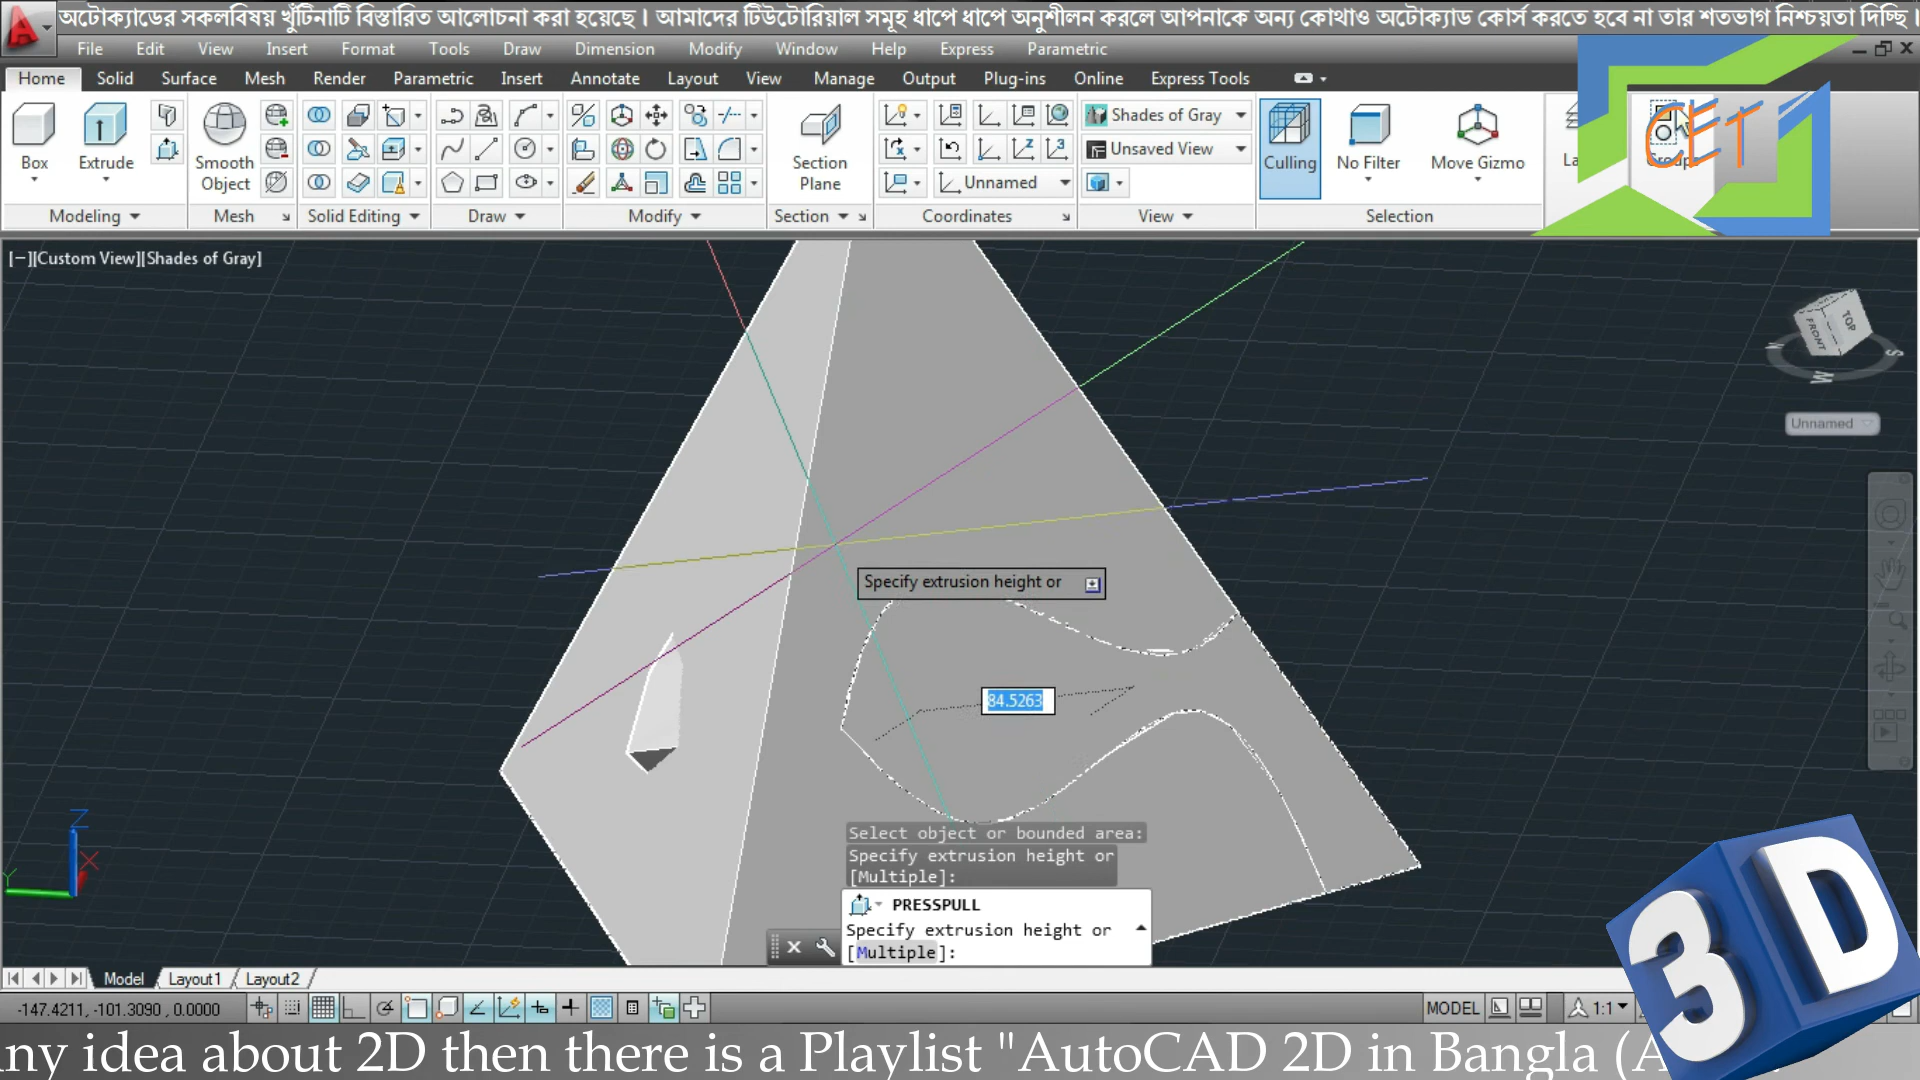 অটোক্যাডের সকলবিষয় খুঁটিনাটি বিস্তারিত আলোচনা করা হয়েছে। আমাদের টিউটোরিয়াল সমূহ ধাপে ধাপে অনুশীলন করলে আপনাকে অন্য কোথাও অটোক্যাড কোর্স করতে হবে না তার শতভাগ নিশ্চয়তা দিচ্ছি।
File Edit View Insert Format Tools Draw Dimension Modify Window Help Express Parametric
Home Solid Surface Mesh Render Parametric Insert Annotate Layout View Manage Output Plug-ins Online Express Tools
Shades of Gray
Unsaved View
Box Extrude Smooth Object Section Plane Culling No Filter Move Gizmo
Unnamed
CET
Modeling Mesh Solid Editing Draw Modify Section Coordinates View Selection
[−][Custom View][Shades of Gray]
TOP
FRONT
S
W
Unnamed
Specify extrusion height or
84.5263
Select object or bounded area:
Specify extrusion height or
[Multiple]:
PRESSPULL
Specify extrusion height or
[Multiple]:
Z
X
Y
Model Layout1 Layout2
-147.4211, -101.3090 , 0.0000
MODEL 1:1
3D
ny idea about 2D then there is a Playlist "AutoCAD 2D in Bangla (A